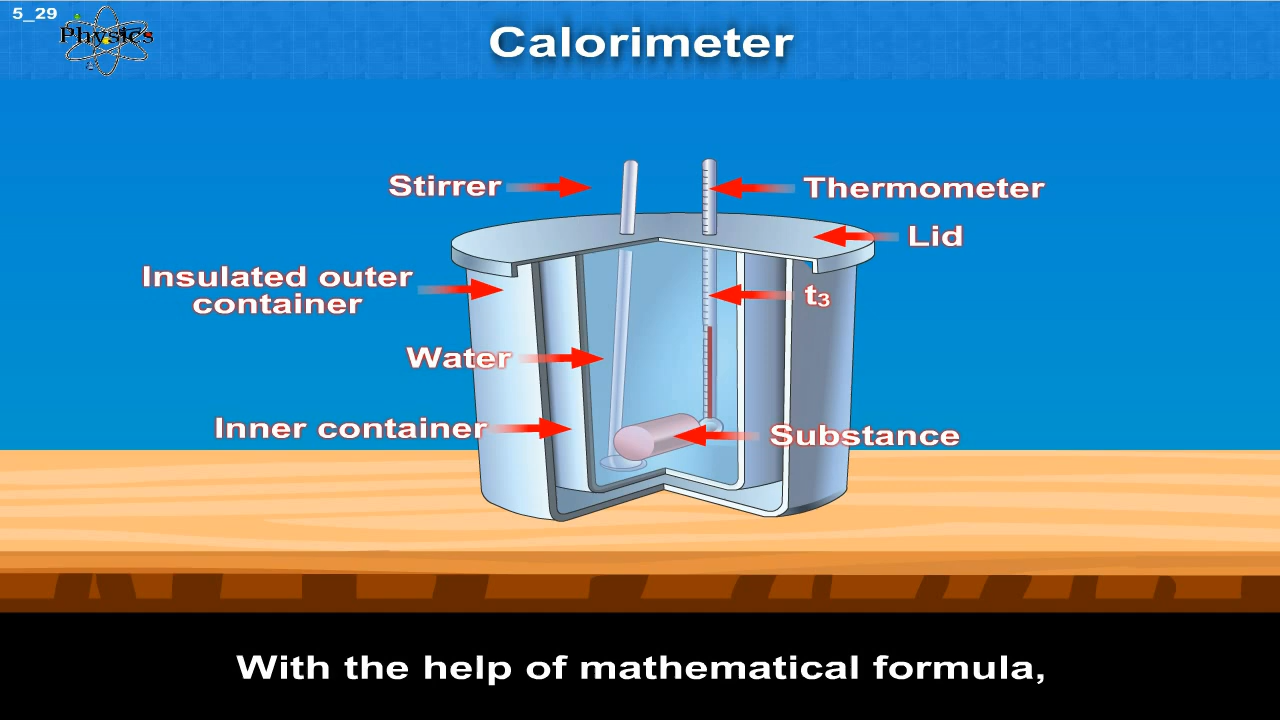 5_29
Physics
Calorimeter
Stirrer
Thermometer
Lid
Insulated outer
container
t₃
Water
Inner container
Substance
With the help of mathematical formula,